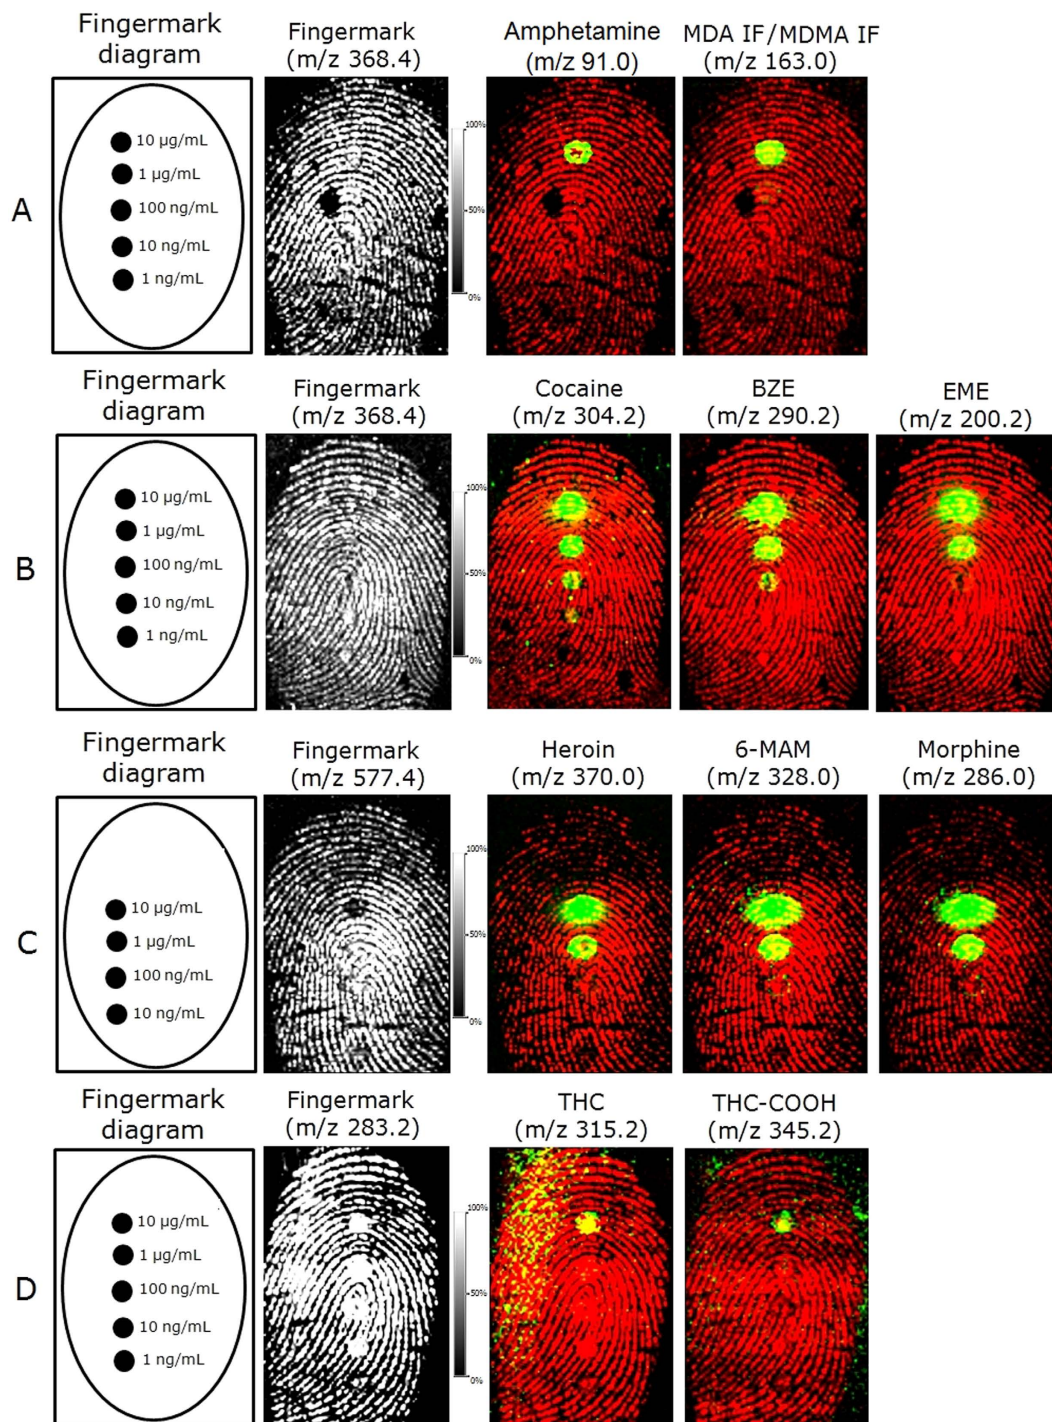 Fingermark
diagram
Fingermark
(m/z 368.4)
Amphetamine
(m/z 91.0)
MDA IF/MDMA IF
(m/z 163.0)
A
10 µg/mL
1 µg/mL
100 ng/mL
10 ng/mL
1 ng/mL
100%
50%
0%
Fingermark
diagram
Fingermark
(m/z 368.4)
Cocaine
(m/z 304.2)
BZE
(m/z 290.2)
EME
(m/z 200.2)
B
10 µg/mL
1 µg/mL
100 ng/mL
10 ng/mL
1 ng/mL
100%
50%
0%
Fingermark
diagram
Fingermark
(m/z 577.4)
Heroin
(m/z 370.0)
6-MAM
(m/z 328.0)
Morphine
(m/z 286.0)
C
10 µg/mL
1 µg/mL
100 ng/mL
10 ng/mL
100%
50%
0%
Fingermark
diagram
Fingermark
(m/z 283.2)
THC
(m/z 315.2)
THC-COOH
(m/z 345.2)
D
10 µg/mL
1 µg/mL
100 ng/mL
10 ng/mL
1 ng/mL
100%
50%
0%